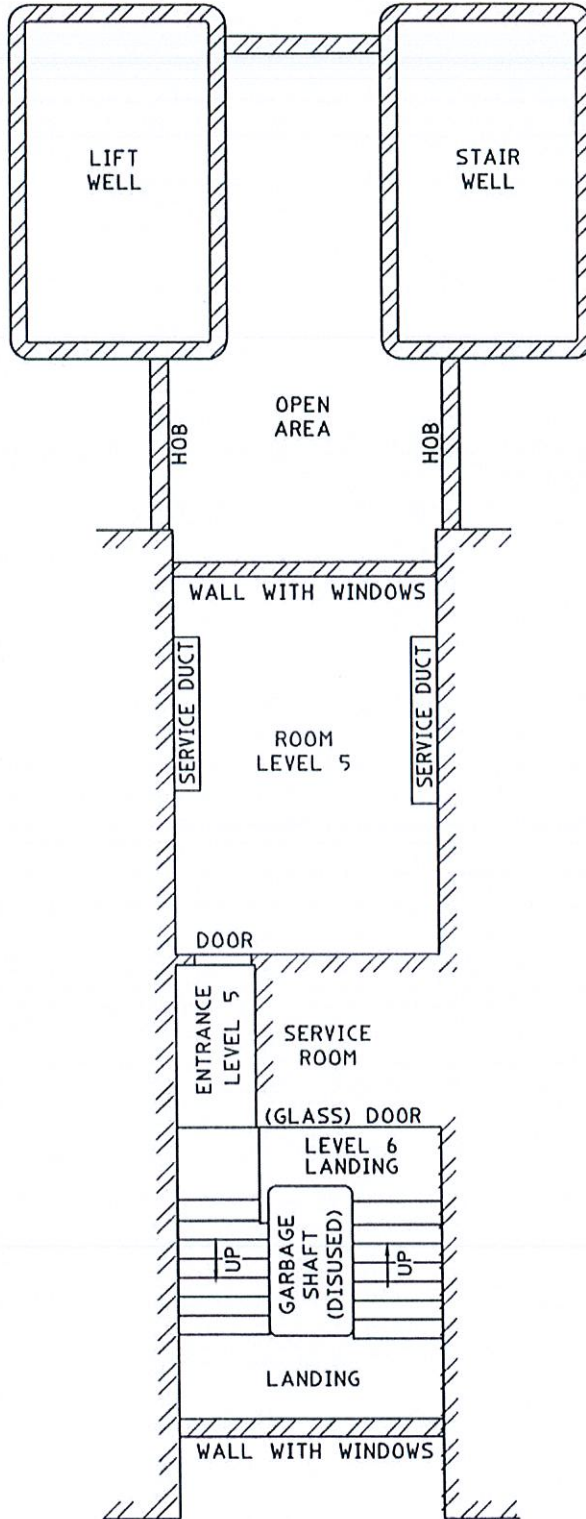 LIFT
WELL
STAIR
WELL
OPEN
AREA
HOB
HOB
WALL WITH WINDOWS
SERVICE DUCT
SERVICE DUCT
ROOM
LEVEL 5
DOOR
ENTRANCE
LEVEL 5
SERVICE
ROOM
(GLASS) DOOR
LEVEL 6
LANDING
UP
GARBAGE
SHAFT
(DISUSED)
UP
LANDING
WALL WITH WINDOWS